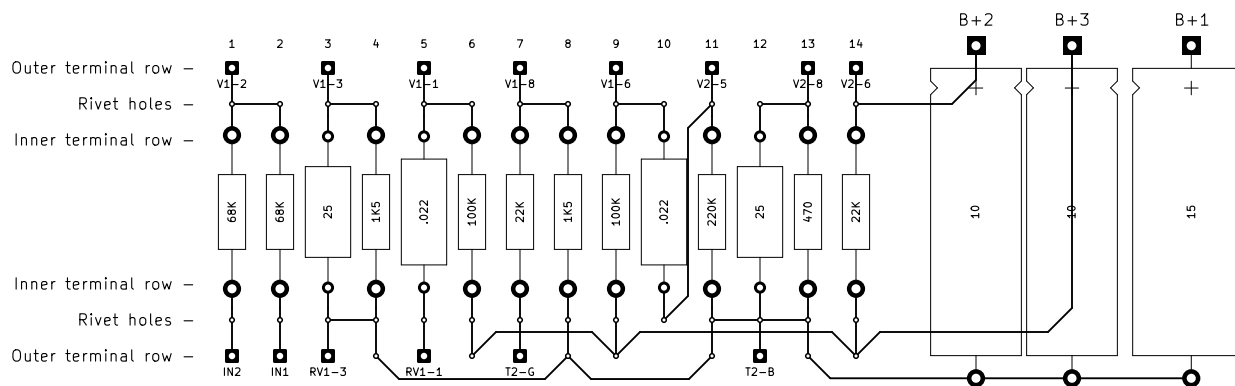 B+2 B+3 B+1
1 2 3 4 5 6 7 8 9 10 11 12 13 14
Outer terminal row –
V1-2 V1-3 V1-1 V1-8 V1-6 V2-5 V2-8 V2-6
Rivet holes –
Inner terminal row –
68K 68K 25 1K5 .022 100K 22K 1K5 100K .022 220K 25 470 22K 10 10 15
Inner terminal row –
Rivet holes –
Outer terminal row –
IN2 IN1 RV1-3 RV1-1 T2-G T2-B